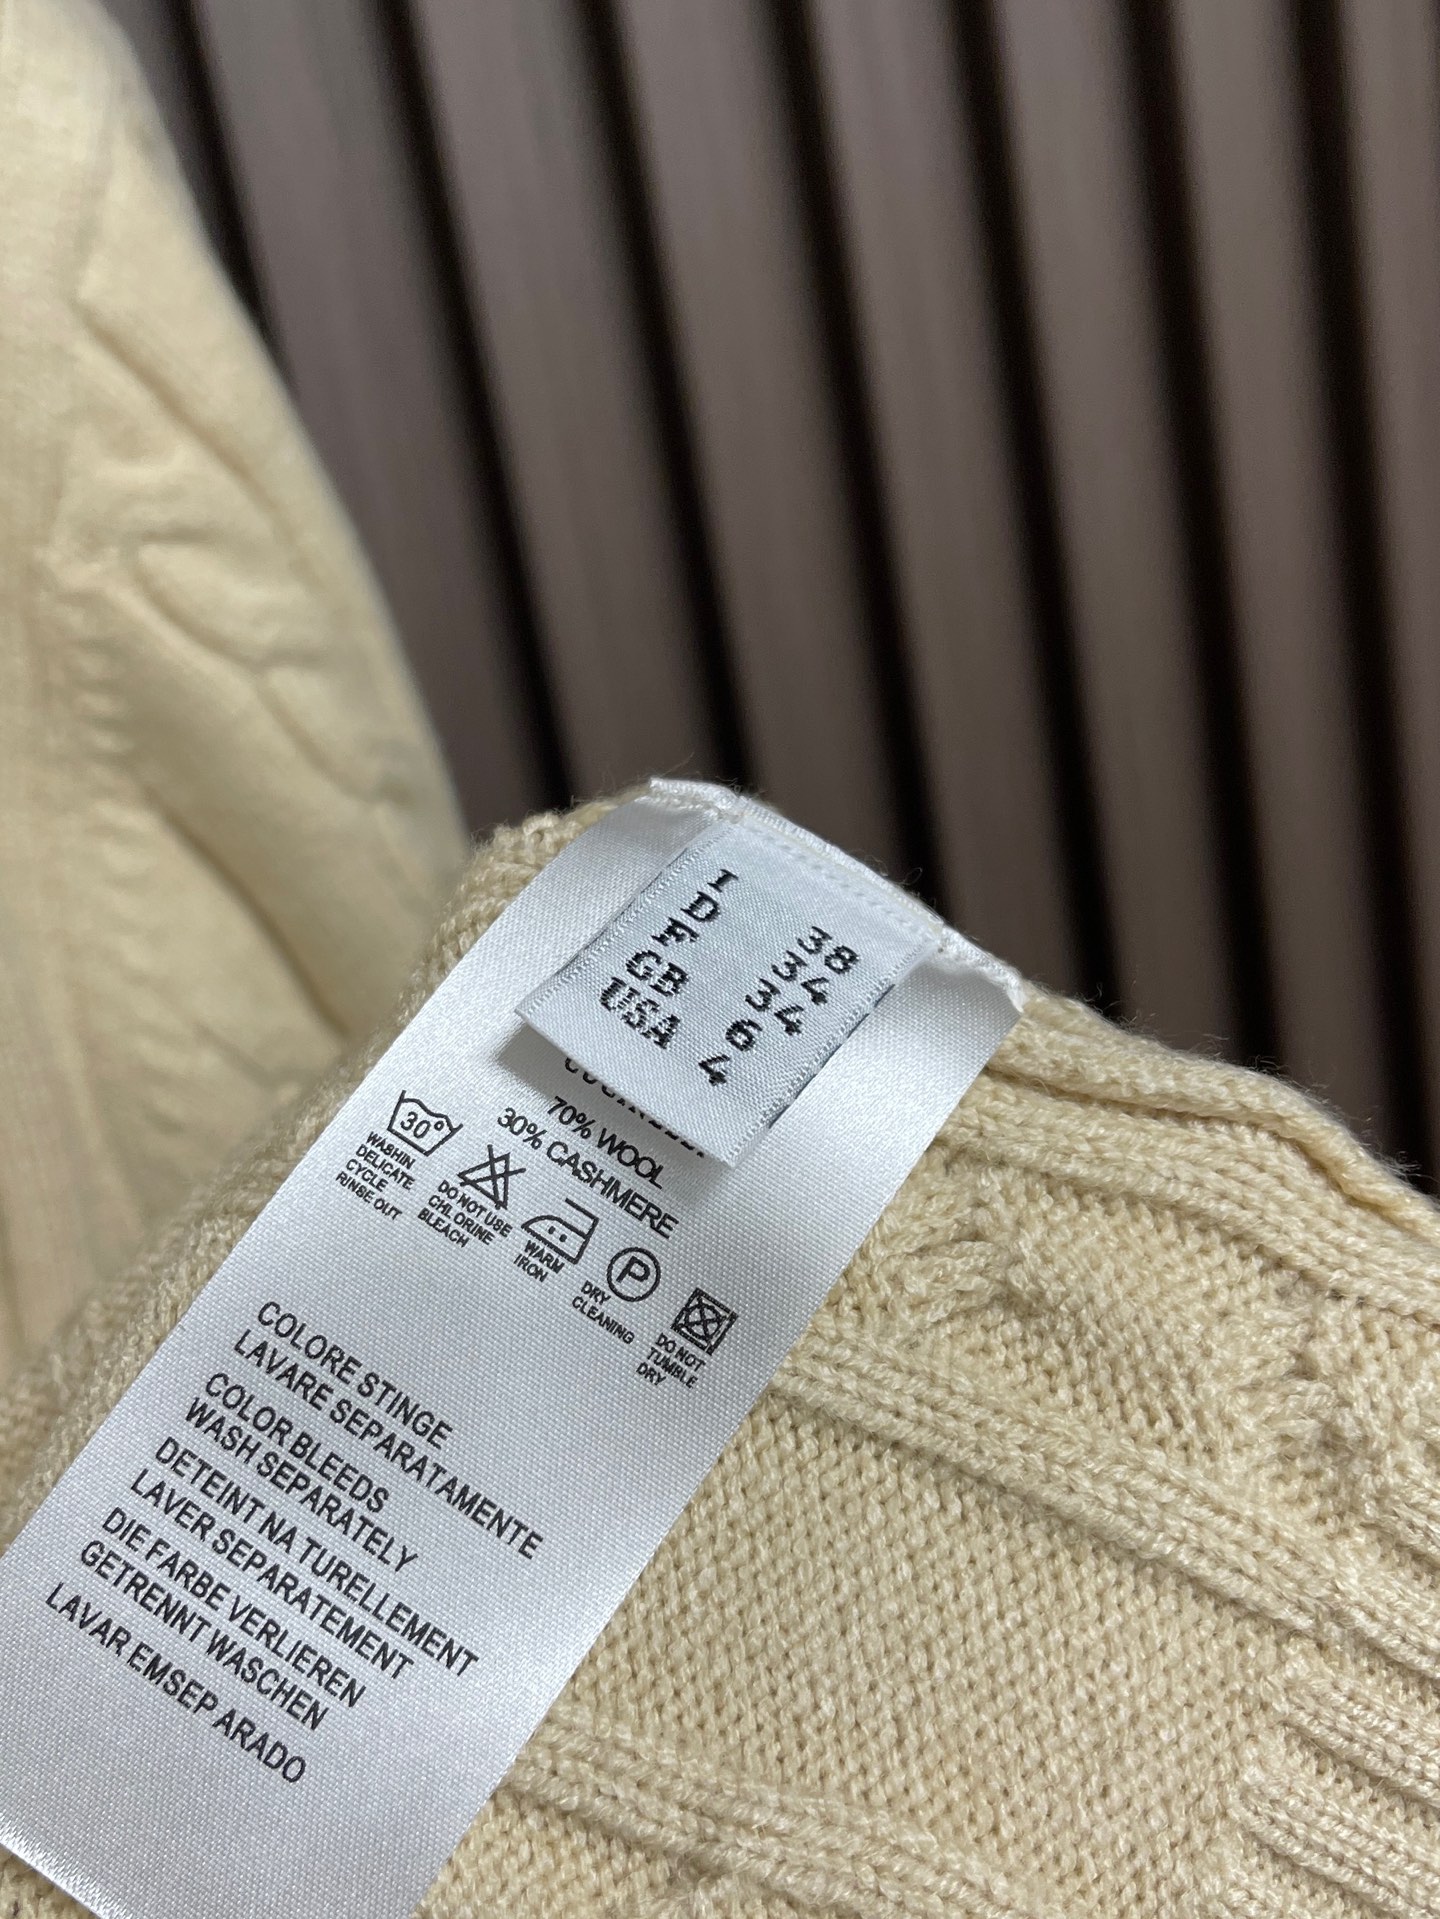 I 38
D 34
F 34
GB 6
USA 4
70% WOOL
30% CASHMERE
30°
WASHIN
DELICATE
CYCLE
RINSE OUT
DO NOT USE
CHLORINE
BLEACH
WARM
IRON
P
DRY
CLEANING
DO NOT
TUMBLE
DRY
COLORE STINGE
LAVARE SEPARATAMENTE
COLOR BLEEDS
WASH SEPARATELY
DETEINT NA TURELLEMENT
LAVER SEPARATEMENT
DIE FARBE VERLIEREN
GETRENNT WASCHEN
LAVAR EMSEP ARADO